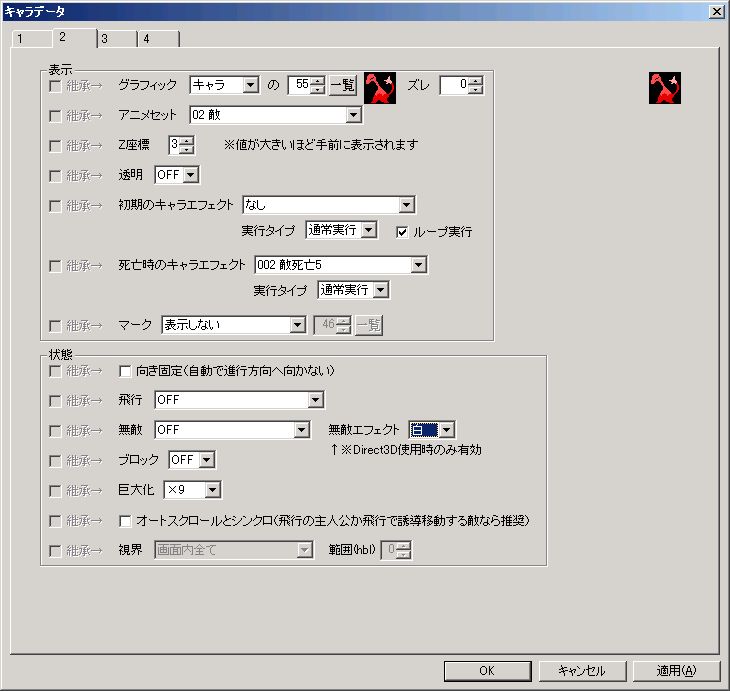 キャラデータ
1 2 3 4
表示
継承→ グラフィック キャラ の 55 一覧 ズレ 0
継承→ アニメセット 02 敵
継承→ Z座標 3 ※値が大きいほど手前に表示されます
継承→ 透明 OFF
継承→ 初期のキャラエフェクト なし
実行タイプ 通常実行 ループ実行
継承→ 死亡時のキャラエフェクト 002 敵死亡5
実行タイプ 通常実行
継承→ マーク 表示しない 46 一覧
状態
継承→ 向き固定(自動で進行方向へ向かない)
継承→ 飛行 OFF
継承→ 無敵 OFF 無敵エフェクト 白
↑※Direct3D使用時のみ有効
継承→ ブロック OFF
継承→ 巨大化 ×9
継承→ オートスクロールとシンクロ(飛行の主人公か飛行で誘導移動する敵なら推奨)
継承→ 視界 画面内全て 範囲(hbl) 0
OK キャンセル 適用(A)